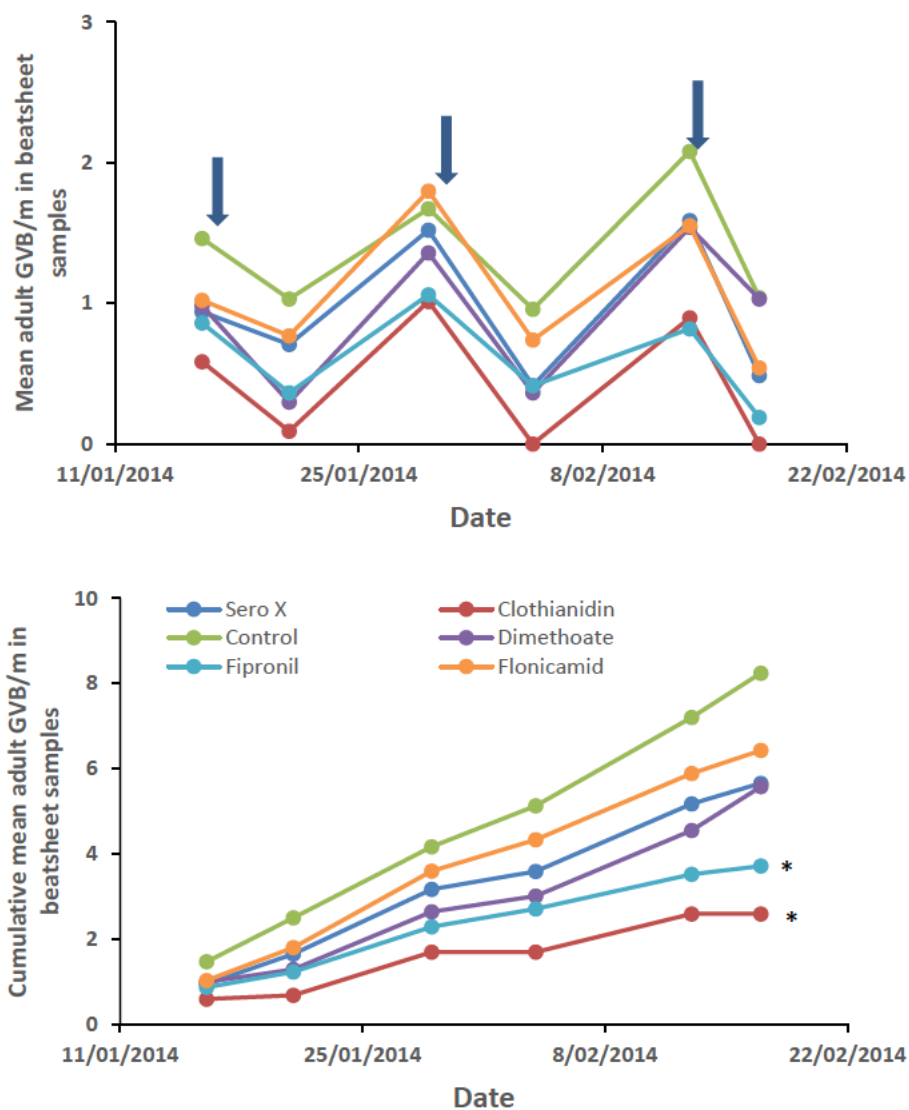 Mean adult GVB/m in beatsheet
samples
3
2
1
0
11/01/2014 25/01/2014 8/02/2014 22/02/2014
Date
Cumulative mean adult GVB/m in
beatsheet samples
10
8
6
4
2
0
Sero X Clothianidin
Control Dimethoate
Fipronil Flonicamid
*
*
11/01/2014 25/01/2014 8/02/2014 22/02/2014
Date